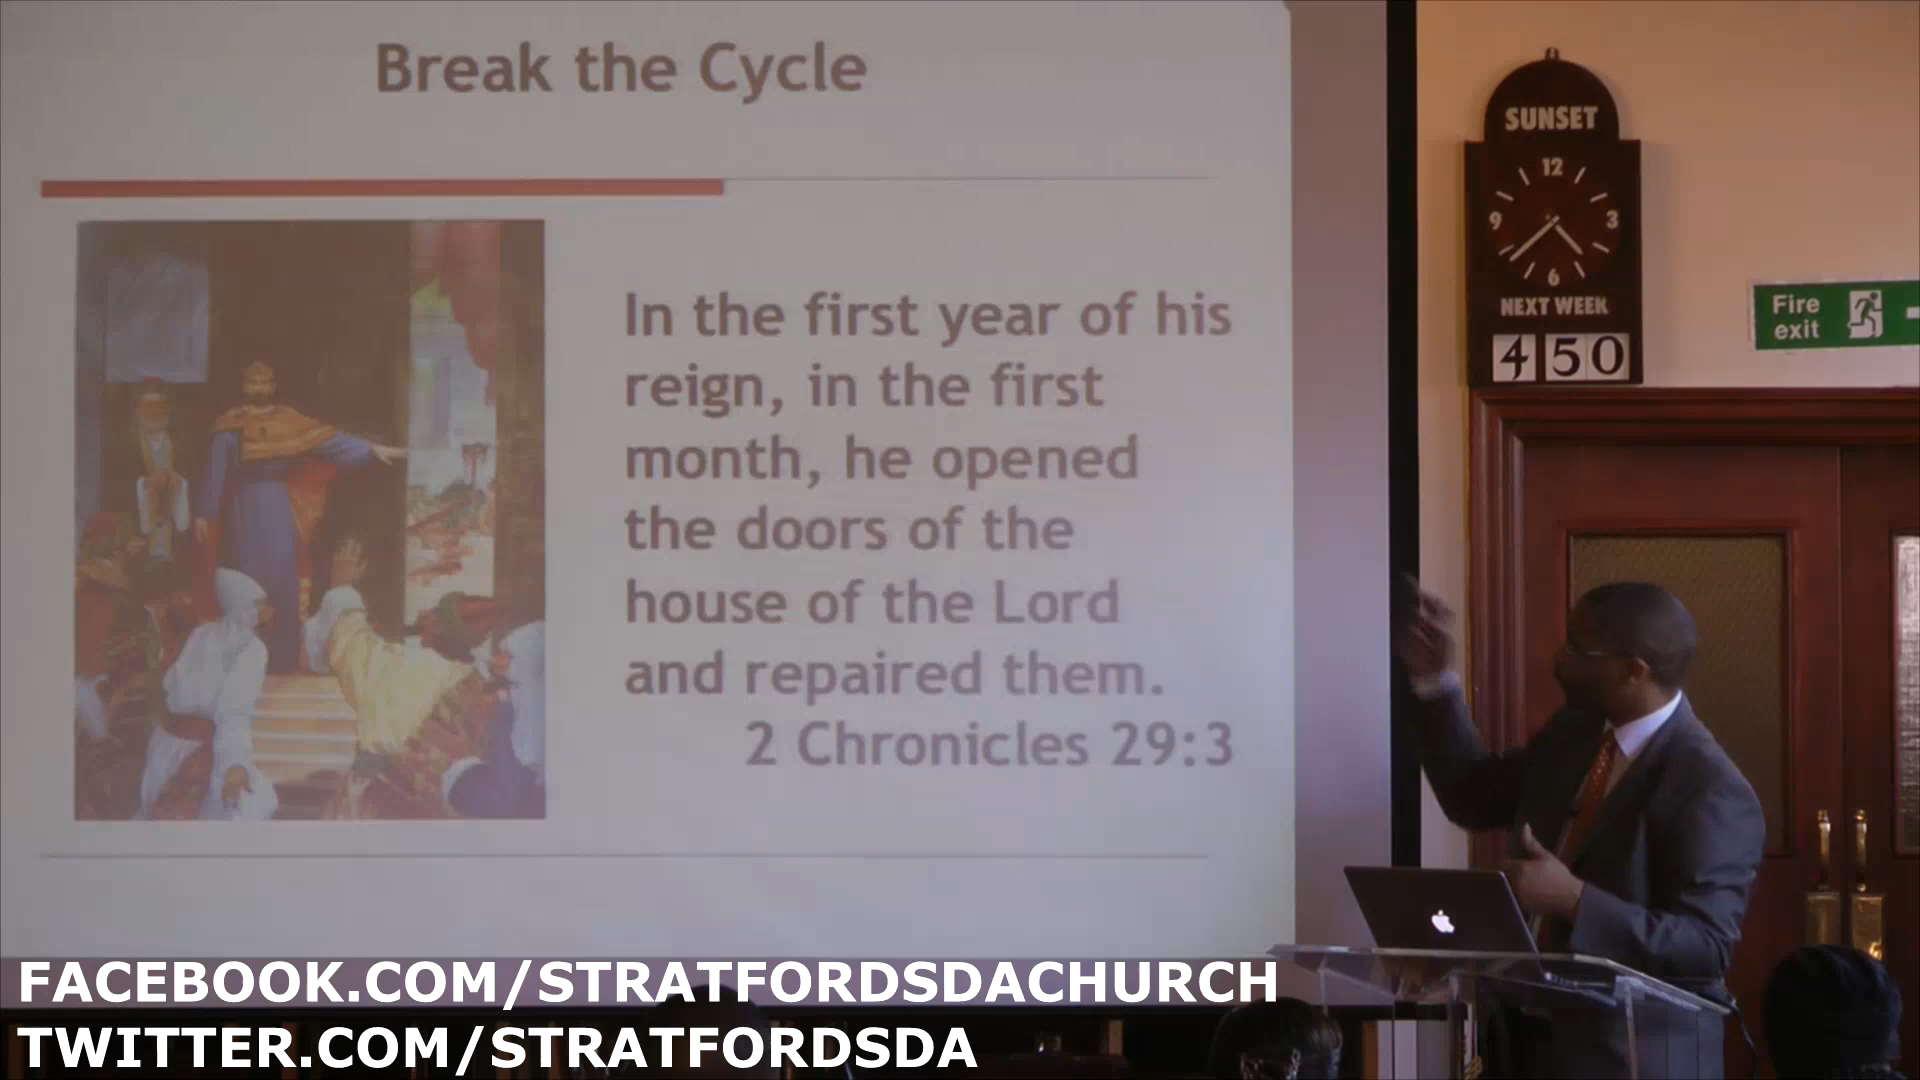 Break the Cycle
In the first year of his
reign, in the first
month, he opened
the doors of the
house of the Lord
and repaired them.
2 Chronicles 29:3
SUNSET
12
9 3
6
NEXT WEEK
4 50
Fire
exit
FACEBOOK.COM/STRATFORDSDACHURCH
TWITTER.COM/STRATFORDSDA